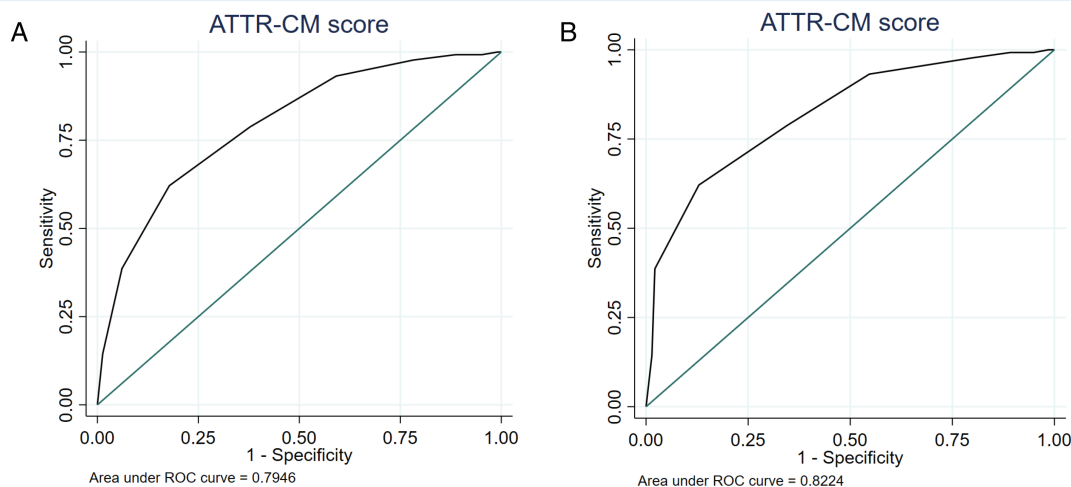 A
ATTR-CM score
Sensitivity
1.00
0.75
0.50
0.25
0.00
0.00 0.25 0.50 0.75 1.00
1 - Specificity
Area under ROC curve = 0.7946
B
ATTR-CM score
Sensitivity
1.00
0.75
0.50
0.25
0.00
0.00 0.25 0.50 0.75 1.00
1 - Specificity
Area under ROC curve = 0.8224